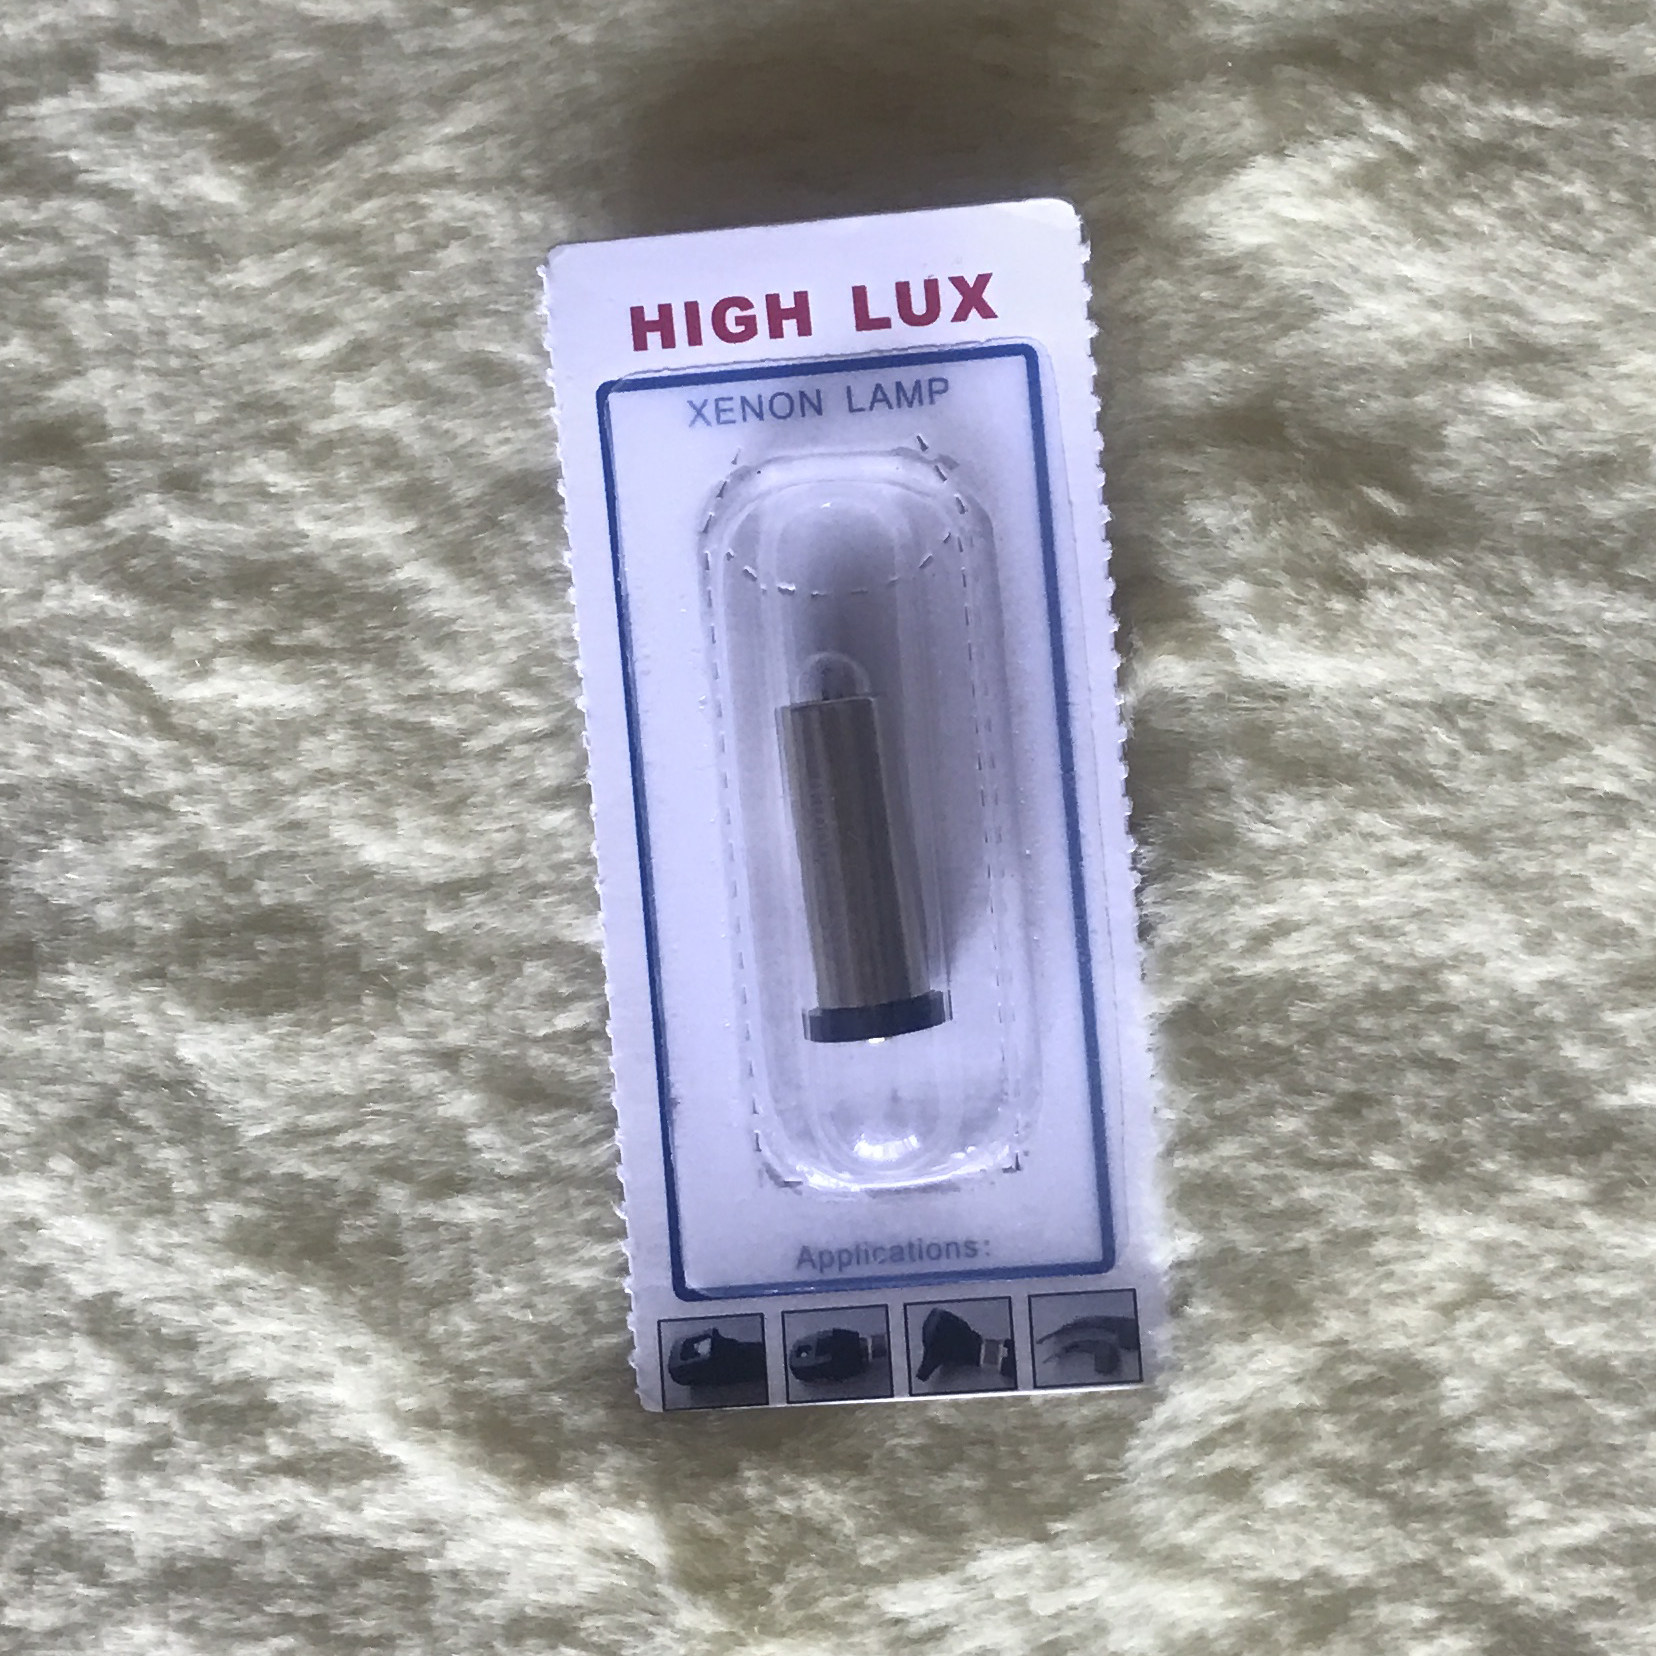 HIGH LUX
XENON LAMP
Applications: